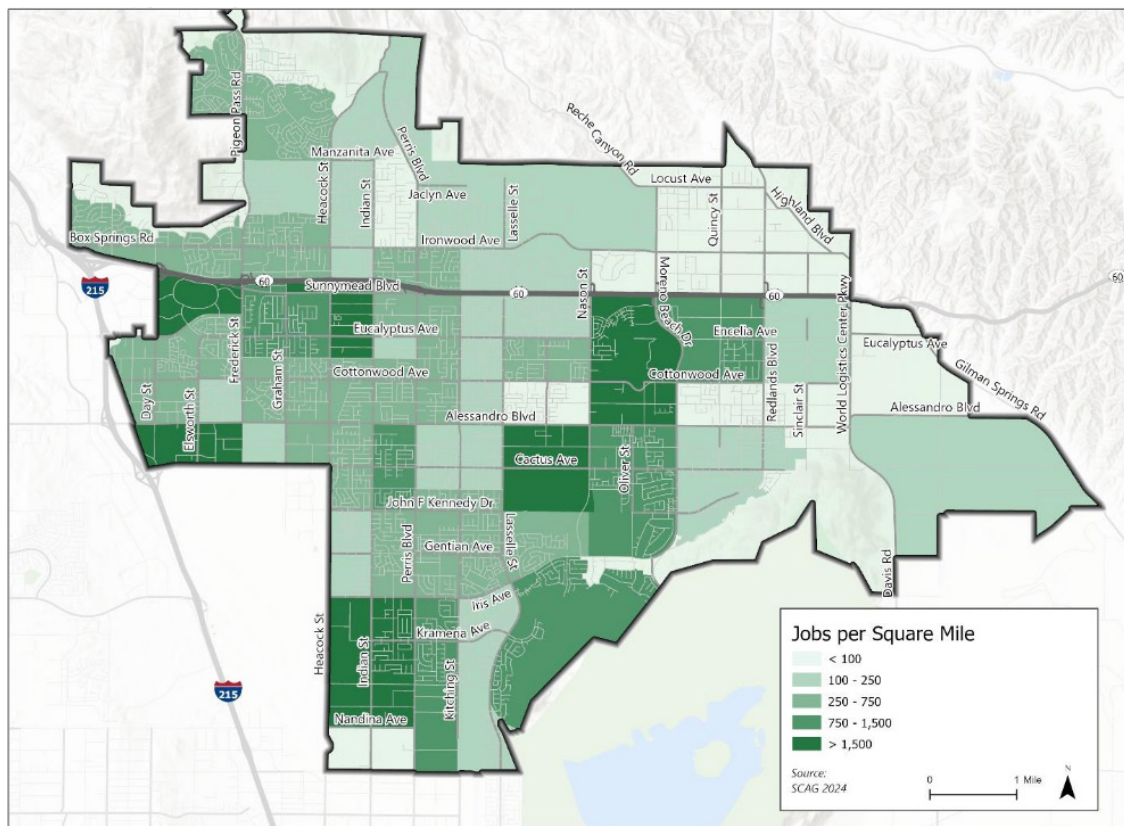 Pigeon Pass Rd
Manzanita Ave
Perris Blvd
Reche Canyon Rd
Locust Ave
Highland Blvd
Heacock St
Indian St
Jaclyn Ave
Lasselle St
Quincy St
Box Springs Rd
Ironwood Ave
215
60
Sunnymead Blvd
60
Nason St
Moreno Beach Dr
60
World Logistics Center Pkwy
60
Frederick St
Eucalyptus Ave
Encelia Ave
Eucalyptus Ave
Graham St
Cottonwood Ave
Cottonwood Ave
Redlands Blvd
Gilman Springs Rd
Day St
Elsworth St
Alessandro Blvd
Sinclair St
Alessandro Blvd
Cactus Ave
Oliver St
John F Kennedy Dr
Perris Blvd
Gentian Ave
Lasselle St
Davis Rd
Iris Ave
Heacock St
Indian St
Kramena Ave
Kitching St
215
Nandina Ave
Jobs per Square Mile
< 100
100 - 250
250 - 750
750 - 1,500
> 1,500
Source:
SCAG 2024
0 1 Mile
N